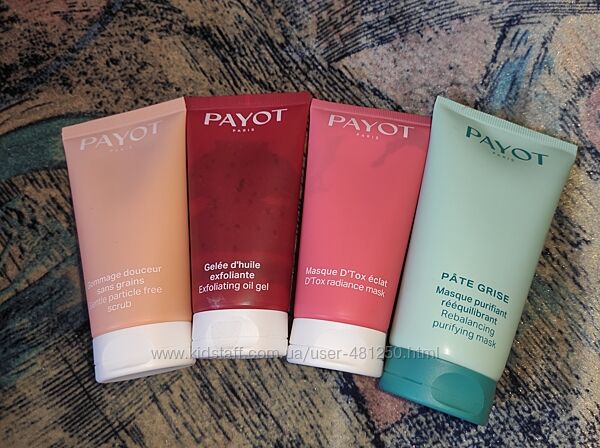 PAYOT
PARIS
Gommage douceur
sans grains
Gentle particle free
scrub
PAYOT
PARIS
Gelée d'huile
exfoliante
Exfoliating oil gel
PAYOT
PARIS
Masque D'Tox éclat
D'Tox radiance mask
PAYOT
PARIS
PÂTE GRISE
Masque purifiant
rééquilibrant
Rebalancing
purifying mask
www.kidstaff.com.ua/user-481250.html